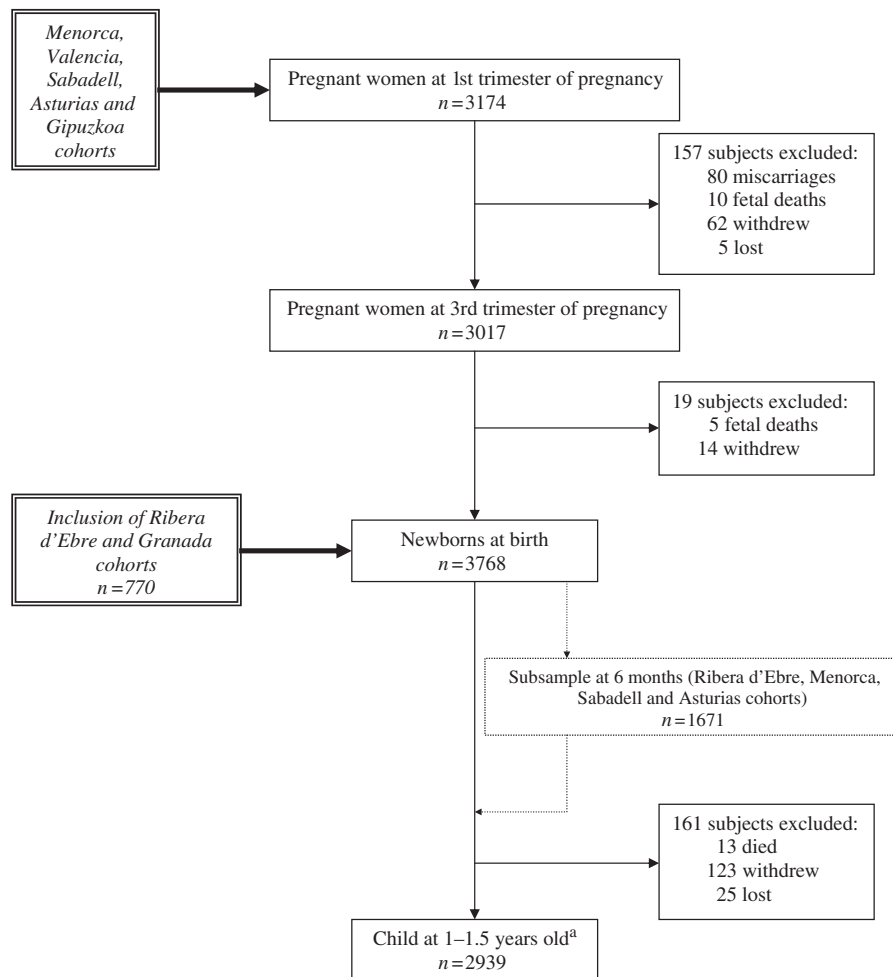 Menorca,
Valencia,
Sabadell,
Asturias and
Gipuzkoa
cohorts
Pregnant women at 1st trimester of pregnancy
n=3174
157 subjects excluded:
80 miscarriages
10 fetal deaths
62 withdrew
5 lost
Pregnant women at 3rd trimester of pregnancy
n=3017
19 subjects excluded:
5 fetal deaths
14 withdrew
Inclusion of Ribera
d'Ebre and Granada
cohorts
n=770
Newborns at birth
n=3768
Subsample at 6 months (Ribera d'Ebre, Menorca,
Sabadell and Asturias cohorts)
n=1671
161 subjects excluded:
13 died
123 withdrew
25 lost
Child at 1–1.5 years oldª
n=2939